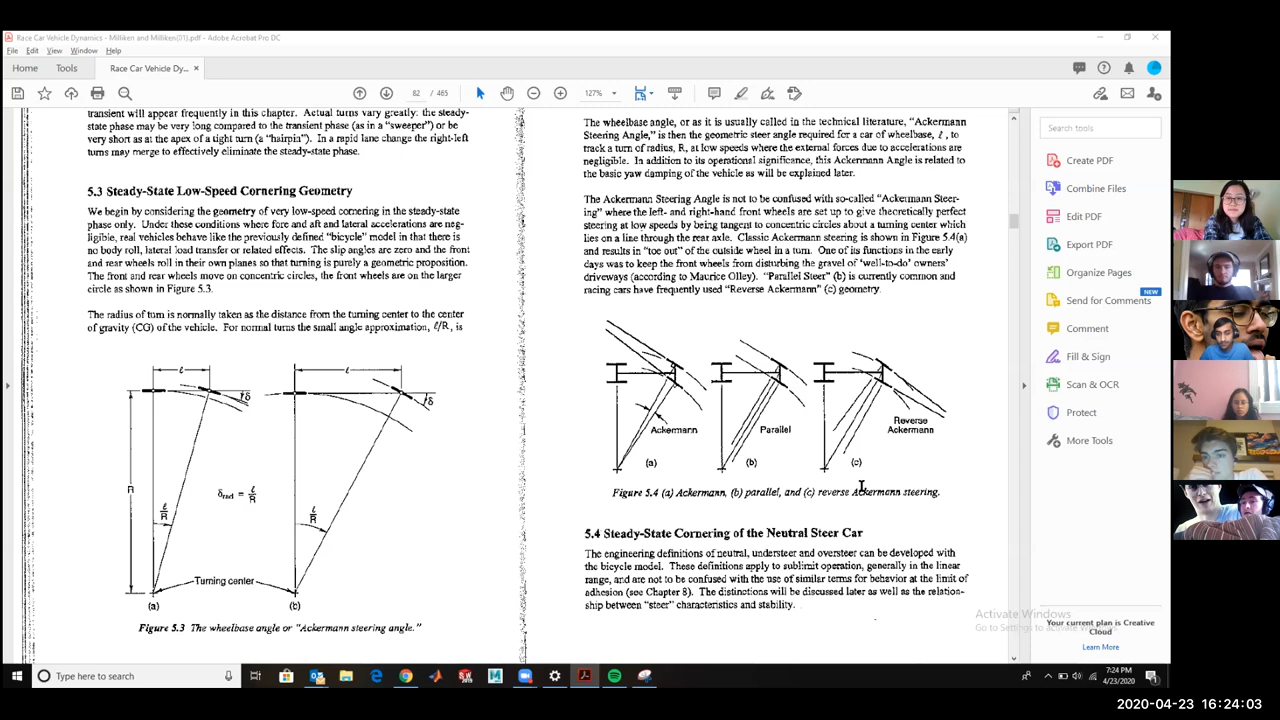 Race Car Vehicle Dynamics - Milliken and Milliken(01).pdf - Adobe Acrobat Pro DC
File Edit View Window Help
Home Tools Race Car Vehicle Dy... ×
82 / 465 127%
transient will appear frequently in this chapter. Actual turns vary greatly: the steady-
state phase may be very long compared to the transient phase (as in a "sweeper") or be
very short as at the apex of a tight turn (a "hairpin"). In a rapid lane change the right-left
turns may merge to effectively eliminate the steady-state phase.
5.3 Steady-State Low-Speed Cornering Geometry
We begin by considering the geometry of very low-speed cornering in the steady-state
phase only. Under these conditions where fore and aft and lateral accelerations are neg-
ligible, real vehicles behave like the previously defined "bicycle" model in that there is
no body roll, lateral load transfer or related effects. The slip angles are zero and the front
and rear wheels roll in their own planes so that turning is purely a geometric proposition.
The front and rear wheels move on concentric circles, the front wheels are on the larger
circle as shown in Figure 5.3.
The radius of turn is normally taken as the distance from the turning center to the center
of gravity (CG) of the vehicle. For normal turns the small angle approximation, ℓ/R, is
ℓ
ℓ
δ
δ
R
δrad = ℓ/R
ℓ/R
ℓ/R
Turning center
(a)
(b)
Figure 5.3 The wheelbase angle or "Ackermann steering angle."
The wheelbase angle, or as it is usually called in the technical literature, "Ackermann
Steering Angle," is then the geometric steer angle required for a car of wheelbase, ℓ, to
track a turn of radius, R, at low speeds where the external forces due to accelerations are
negligible. In addition to its operational significance, this Ackermann Angle is related to
the basic yaw damping of the vehicle as will be explained later.
The Ackermann Steering Angle is not to be confused with so-called "Ackermann Steer-
ing" where the left- and right-hand front wheels are set up to give theoretically perfect
steering at low speeds by being tangent to concentric circles about a turning center which
lies on a line through the rear axle. Classic Ackermann steering is shown in Figure 5.4(a)
and results in "toe out" of the outside wheel in a turn. One of its functions in the early
days was to keep the front wheels from disturbing the gravel of 'well-to-do' owners'
driveways (according to Maurice Olley). "Parallel Steer" (b) is currently common and
racing cars have frequently used "Reverse Ackermann" (c) geometry.
Ackermann
Parallel
Reverse
Ackermann
(a)
(b)
(c)
Figure 5.4 (a) Ackermann, (b) parallel, and (c) reverse Ackermann steering.
5.4 Steady-State Cornering of the Neutral Steer Car
The engineering definitions of neutral, understeer and oversteer can be developed with
the bicycle model. These definitions apply to sublimit operation, generally in the linear
range, and are not to be confused with the use of similar terms for behavior at the limit of
adhesion (see Chapter 8). The distinctions will be discussed later as well as the relation-
ship between "steer" characteristics and stability.
Search tools
Create PDF
Combine Files
Edit PDF
Export PDF
Organize Pages
NEW
Send for Comments
Comment
Fill & Sign
Scan & OCR
Protect
More Tools
Activate Windows
Go to Settings to activate Windows.
Your current plan is Creative
Cloud
Learn More
Type here to search
7:24 PM
4/23/2020
2020-04-23 16:24:03